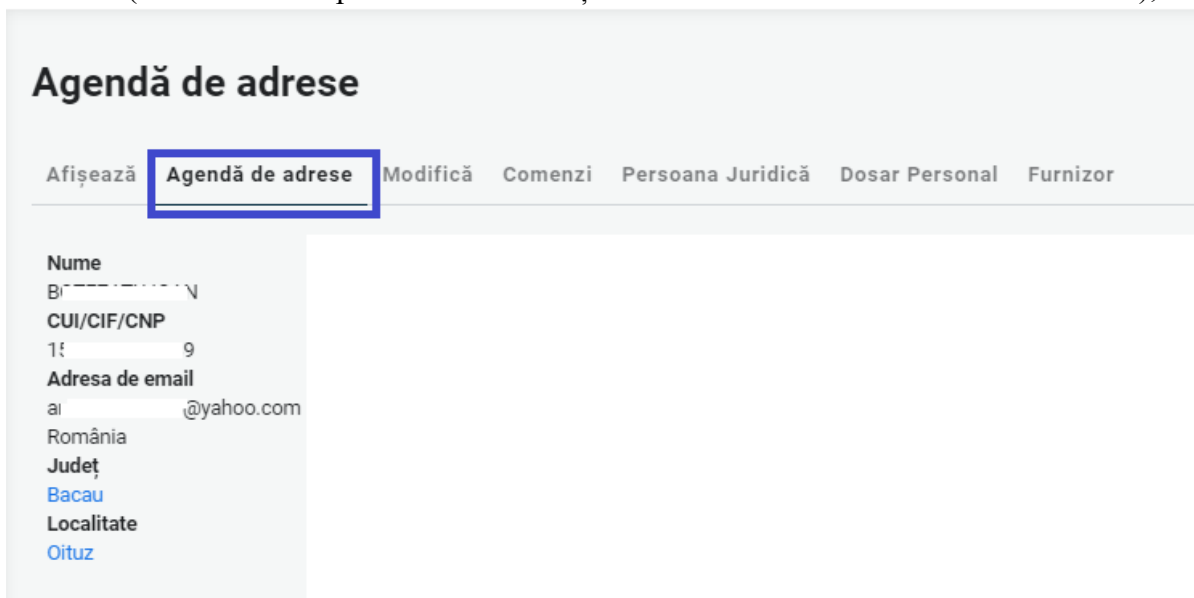 Agendă de adrese
Afișează Agendă de adrese Modifică Comenzi Persoana Juridică Dosar Personal Furnizor
Nume
CUI/CIF/CNP
Adresa de email
@yahoo.com
România
Județ
Bacau
Localitate
Oituz